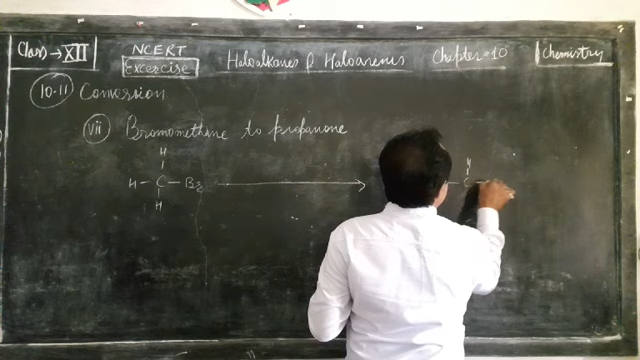 Class → XII NCERT Haloalkanes & Haloarenes Chapter = 10 Chemistry
Excercise
10.11 Conversion
vii Bromomethane to propanone
H
H - C - Br
H
H
C